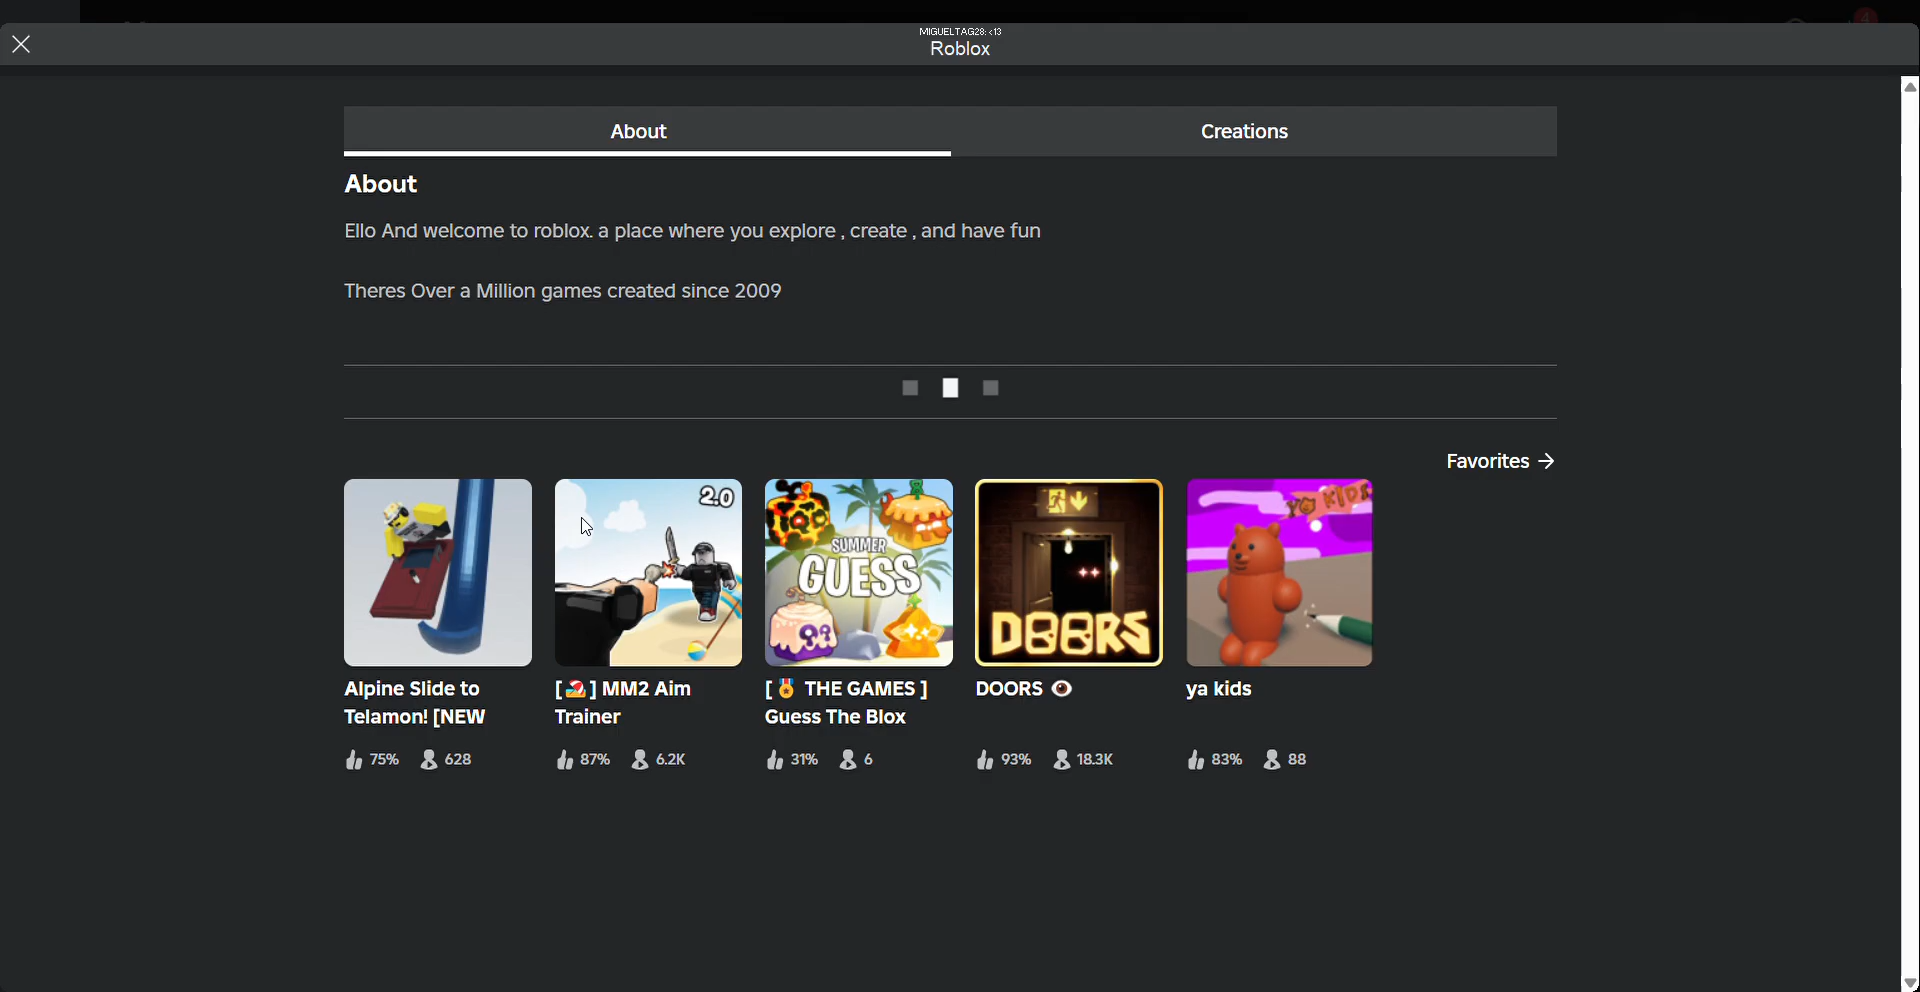 MIGUELTAG28: <13
Roblox
About
Creations
About
Ello And welcome to roblox. a place where you explore , create , and have fun
Theres Over a Million games created since 2009
Favorites →
2.0
SUMMER
GUESS
DOORS
YA KIDS
Alpine Slide to
Telamon! [NEW
[🏖️] MM2 Aim
Trainer
[🏅 THE GAMES ]
Guess The Blox
DOORS 👁️
ya kids
75% 628
87% 6.2K
31% 6
93% 18.3K
83% 88